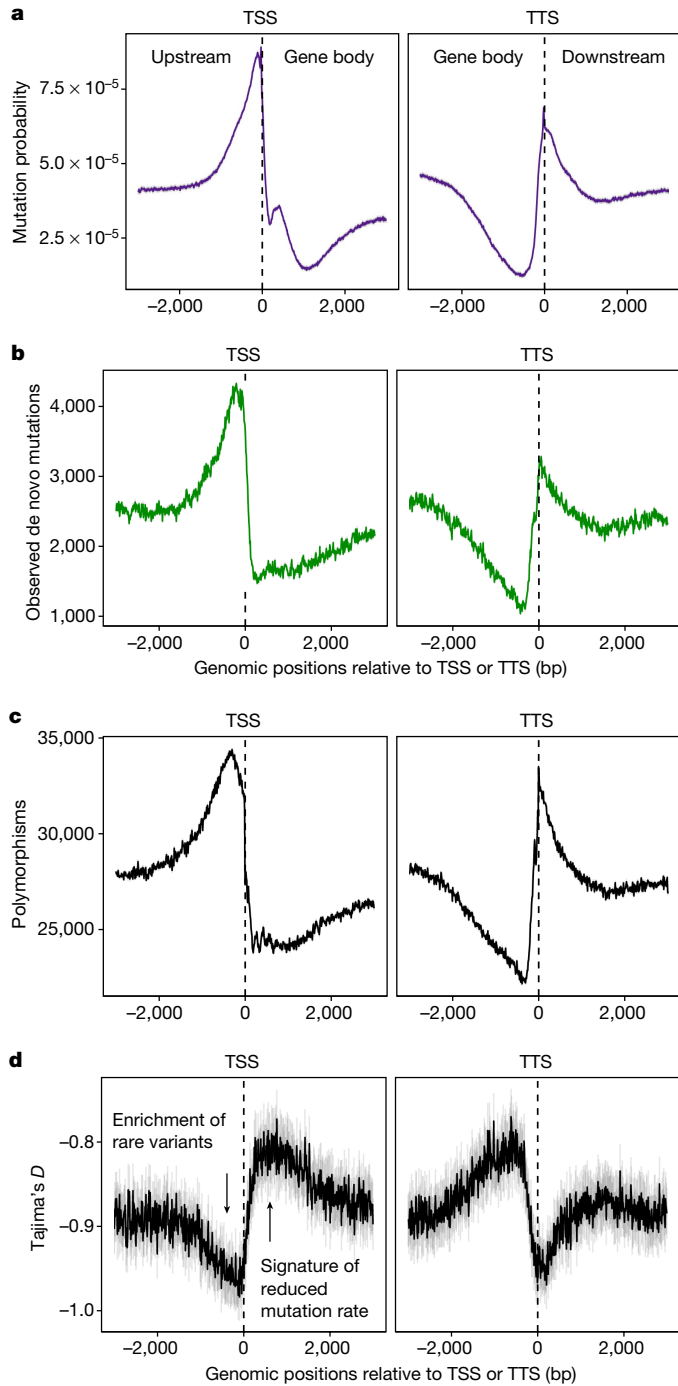 a
TSS TTS
Upstream Gene body Gene body Downstream
7.5 × 10−5
5.0 × 10−5
2.5 × 10−5
Mutation probability
−2,000 0 2,000 −2,000 0 2,000
b
TSS TTS
4,000
3,000
2,000
1,000
Observed de novo mutations
−2,000 0 2,000 −2,000 0 2,000
Genomic positions relative to TSS or TTS (bp)
c
TSS TTS
35,000
30,000
25,000
Polymorphisms
−2,000 0 2,000 −2,000 0 2,000
d
TSS TTS
Enrichment of
rare variants
−0.8
−0.9
−1.0
Tajima's D
Signature of
reduced
mutation rate
−2,000 0 2,000 −2,000 0 2,000
Genomic positions relative to TSS or TTS (bp)